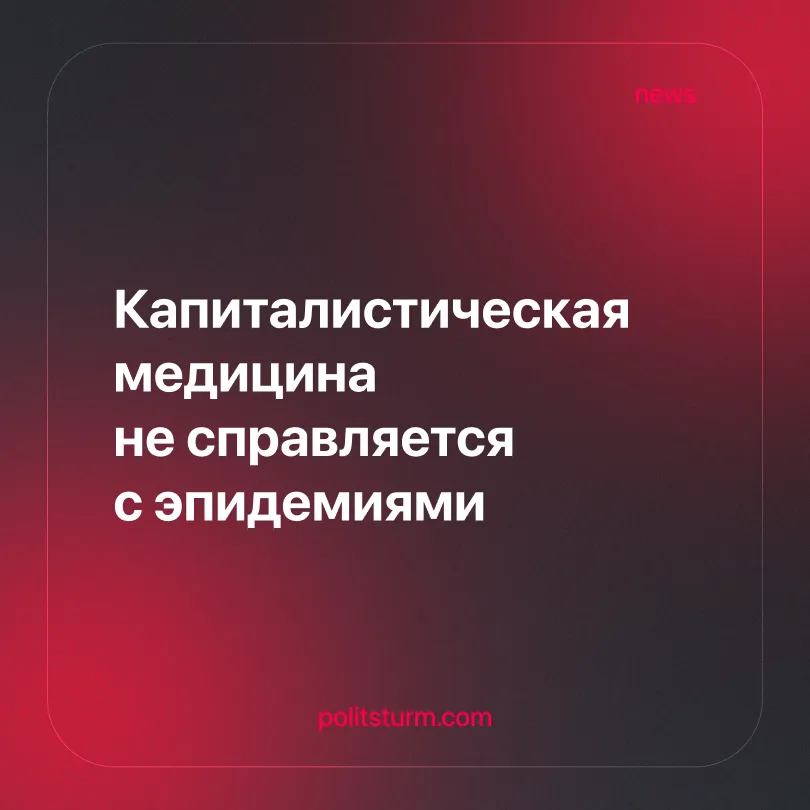 news
Капиталистическая
медицина
не справляется
с эпидемиями
politsturm.com